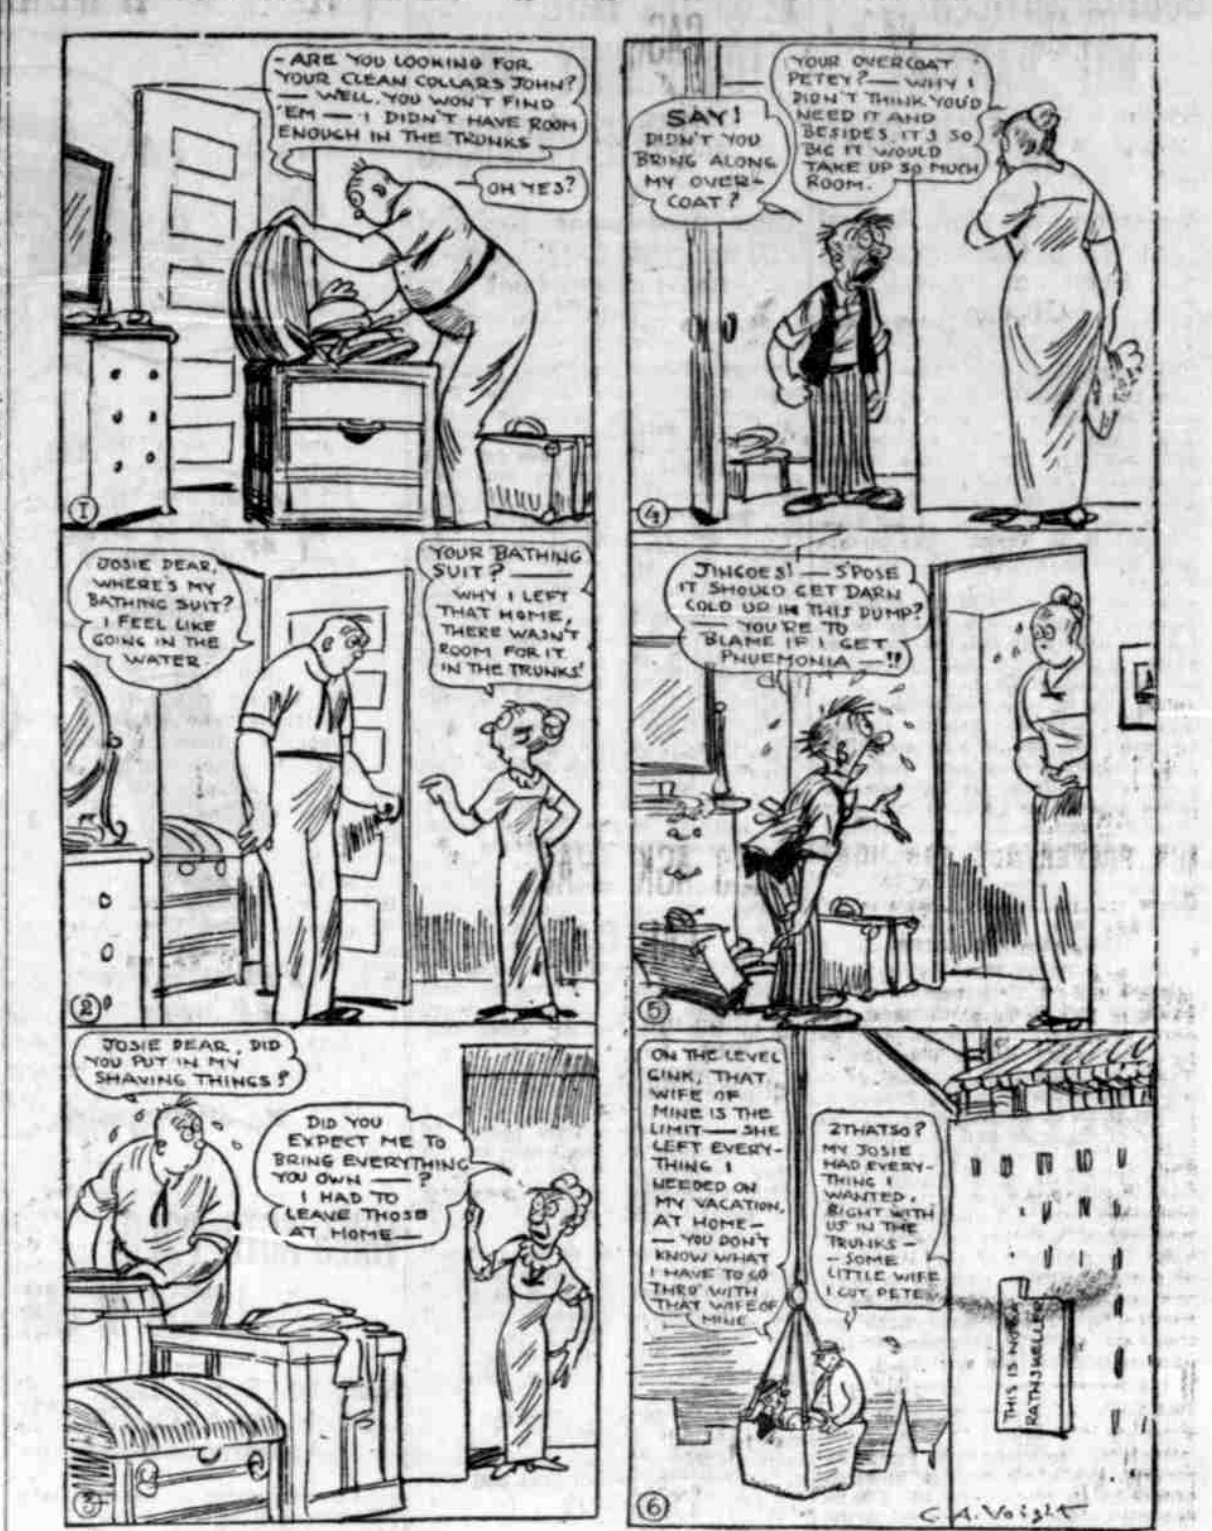 - ARE YOU LOOKING FOR
YOUR CLEAN COLLARS JOHN?
— WELL, YOU WON'T FIND
'EM — I DIDN'T HAVE ROOM
ENOUGH IN THE TRUNKS
OH YES?
1
JOSIE DEAR,
WHERE'S MY
BATHING SUIT?
I FEEL LIKE
GOING IN THE
WATER.
YOUR BATHING
SUIT? —
WHY I LEFT
THAT HOME,
THERE WASN'T
ROOM FOR IT
IN THE TRUNKS!
2
JOSIE DEAR, DID
YOU PUT IN MY
SHAVING THINGS?
DID YOU
EXPECT ME TO
BRING EVERYTHING
YOU OWN —?
I HAD TO
LEAVE THOSE
AT HOME —
3
SAY!
DIDN'T YOU
BRING ALONG
MY OVER-
COAT?
YOUR OVERCOAT
PETEY? — WHY I
DIDN'T THINK YOU'D
NEED IT AND
BESIDES, IT'S SO
BIG IT WOULD
TAKE UP SO MUCH
ROOM.
4
JINGOES! — S'POSE
IT SHOULD GET DARN
COLD UP IN THIS DUMP?
— YOU'RE TO
BLAME IF I GET
PNUEMONIA —!!
5
ON THE LEVEL
GINK, THAT
WIFE OF
MINE IS THE
LIMIT — SHE
LEFT EVERY-
THING I
NEEDED ON
MY VACATION,
AT HOME —
— YOU DON'T
KNOW WHAT
I HAVE TO GO
THRO' WITH
THAT WIFE OF
MINE
ZTHATSO?
MY JOSIE
HAD EVERY-
THING I
WANTED,
RIGHT WITH
US IN THE
TRUNKS —
— SOME
LITTLE WIFE
I GOT PETEY
THIS IS NOT A
RATHSKELLER
6
C. A. Voight